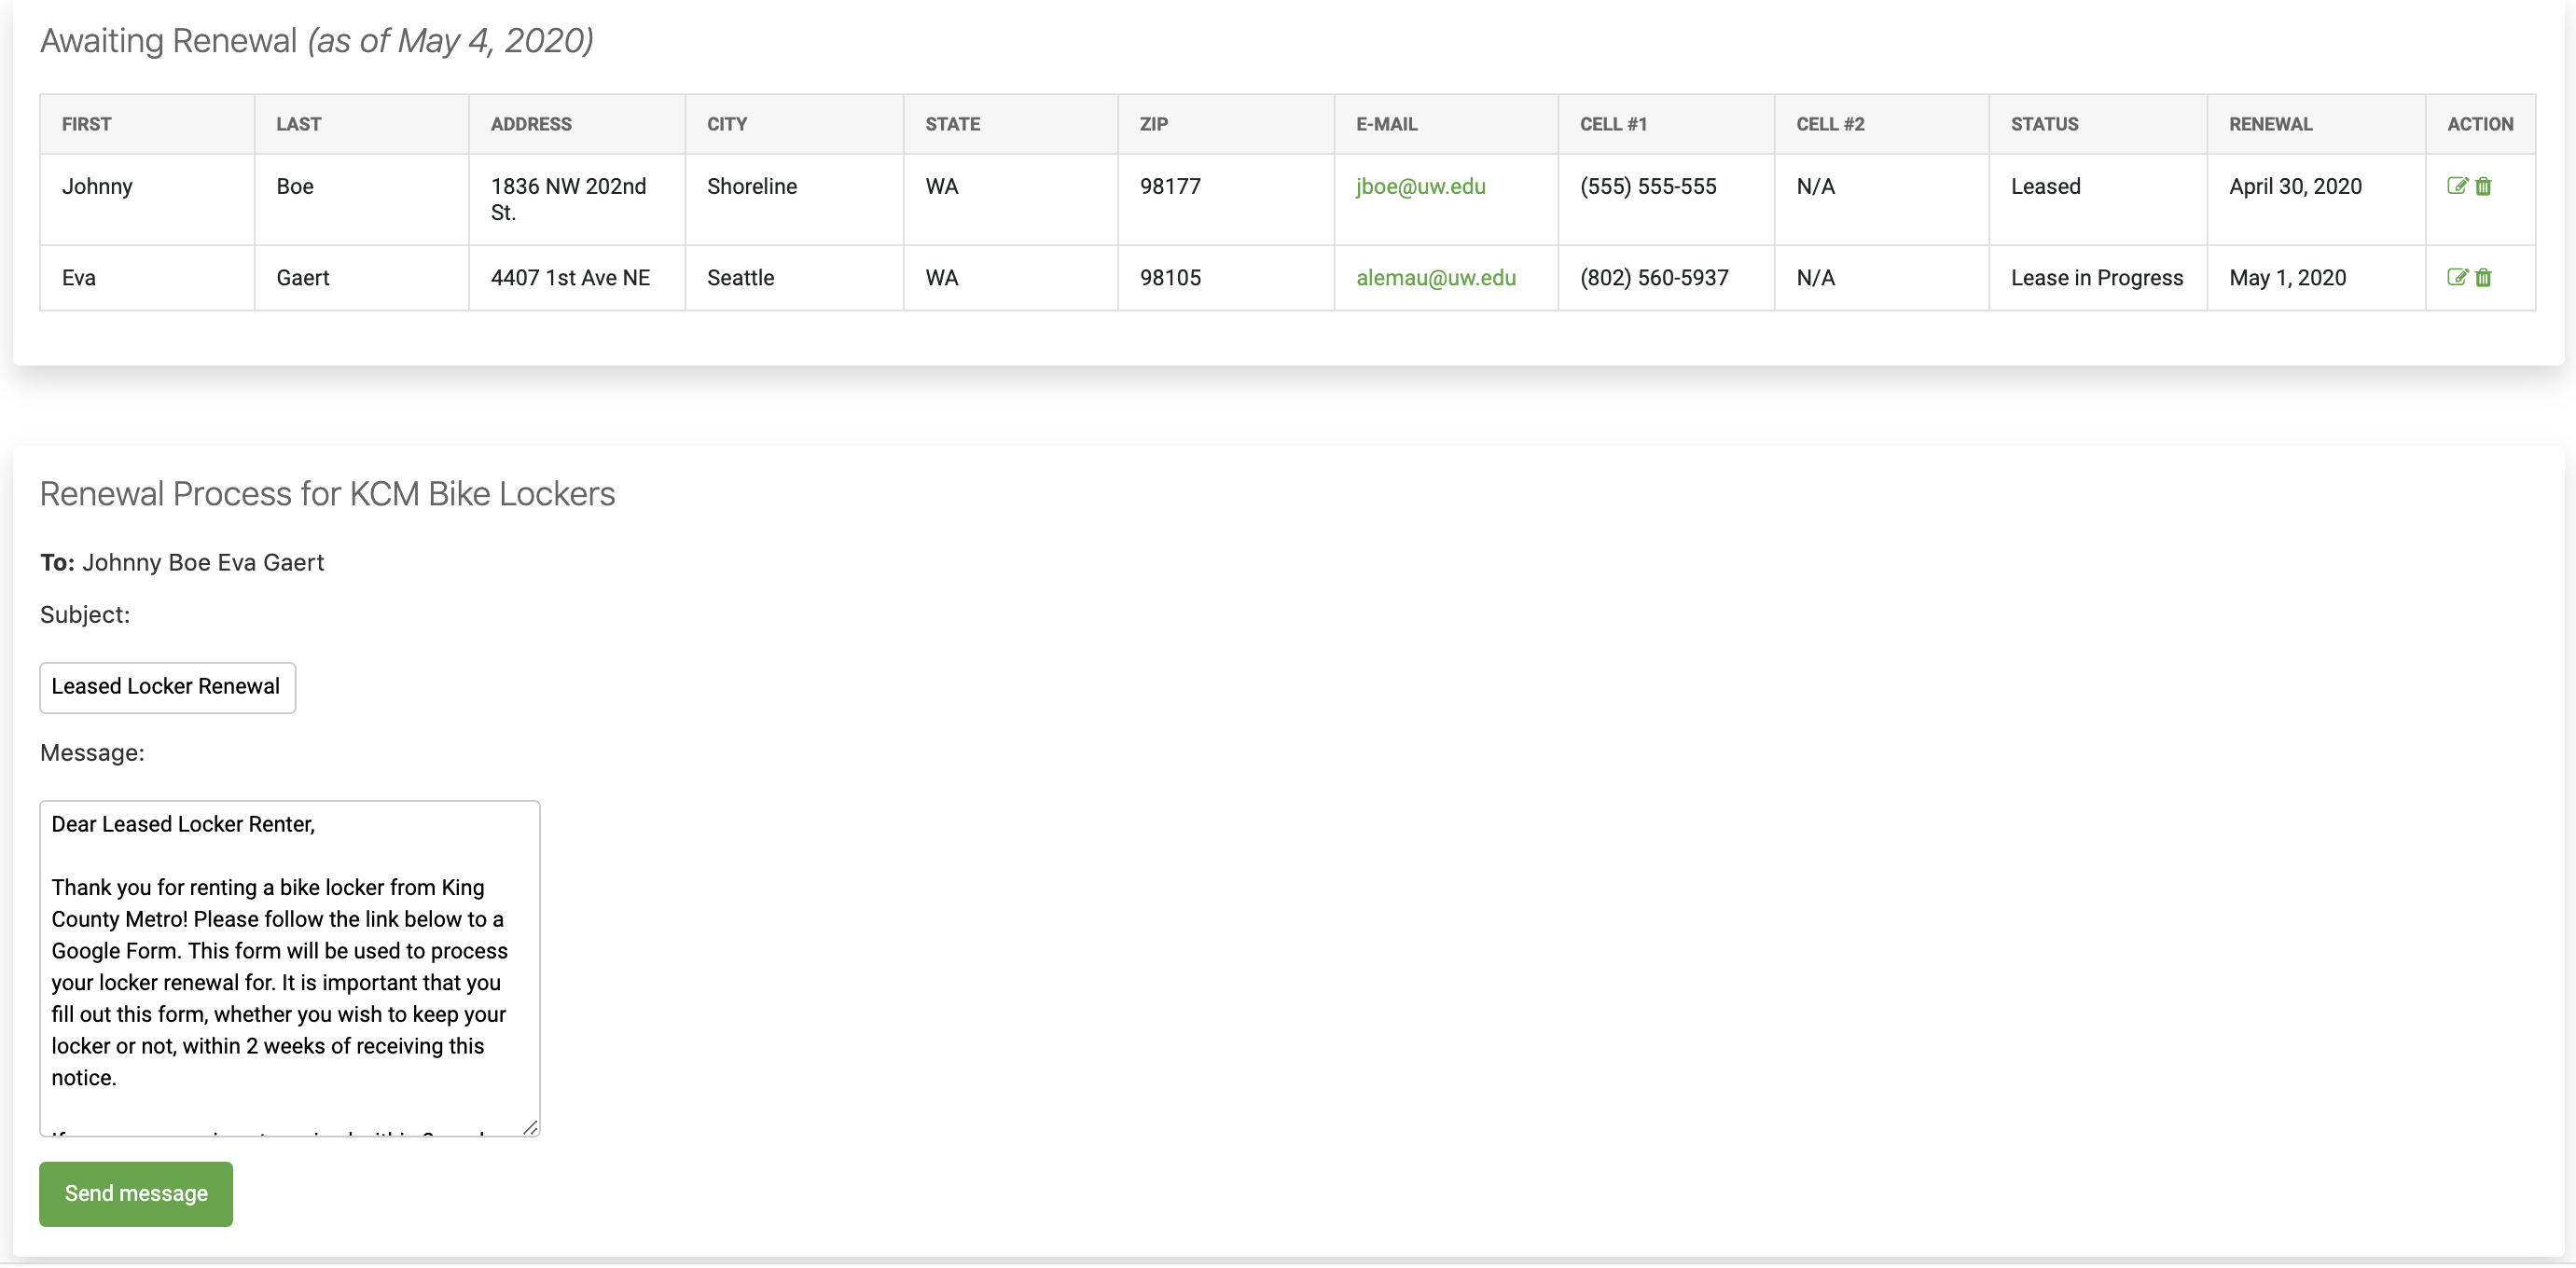 Awaiting Renewal (as of May 4, 2020)
FIRST LAST ADDRESS CITY STATE ZIP E-MAIL CELL #1 CELL #2 STATUS RENEWAL ACTION
Johnny Boe 1836 NW 202nd St. Shoreline WA 98177 jboe@uw.edu (555) 555-555 N/A Leased April 30, 2020
Eva Gaert 4407 1st Ave NE Seattle WA 98105 alemau@uw.edu (802) 560-5937 N/A Lease in Progress May 1, 2020
Renewal Process for KCM Bike Lockers
To: Johnny Boe Eva Gaert
Subject:
Leased Locker Renewal
Message:
Dear Leased Locker Renter,
Thank you for renting a bike locker from King
County Metro! Please follow the link below to a
Google Form. This form will be used to process
your locker renewal for. It is important that you
fill out this form, whether you wish to keep your
locker or not, within 2 weeks of receiving this
notice.
Send message